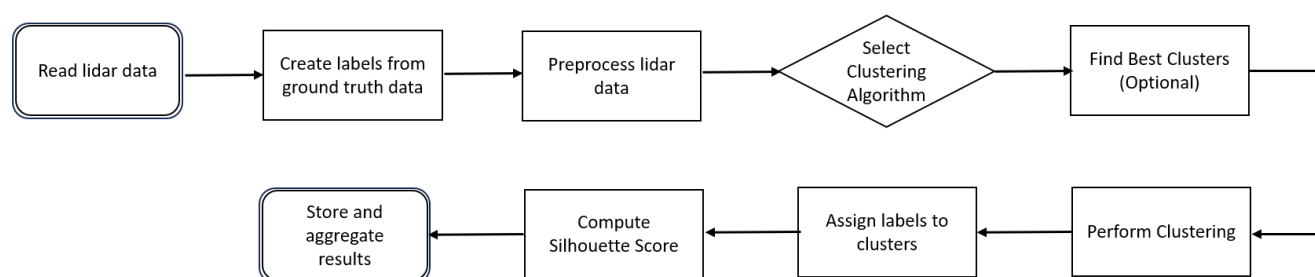 Read lidar data
Create labels from
ground truth data
Preprocess lidar
data
Select
Clustering
Algorithm
Find Best Clusters
(Optional)
Perform Clustering
Assign labels to
clusters
Compute
Silhouette Score
Store and
aggregate
results